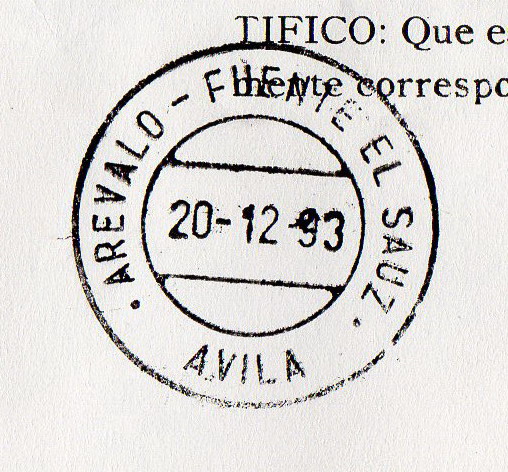 TIFICO: Que e
mente correspo
· AREVALO - FUENTE EL SAUZ ·
20-12-93
AVILA